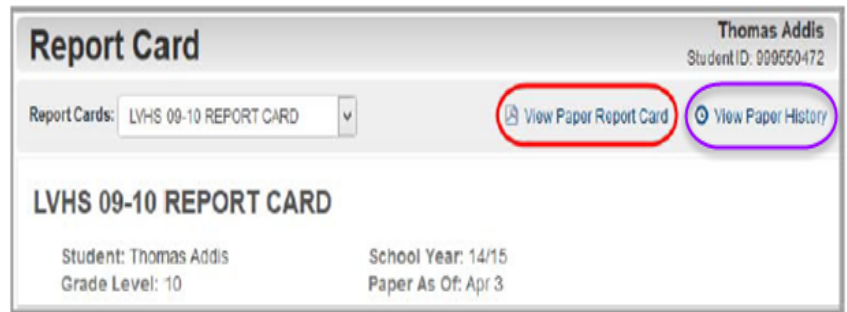 Report Card
Thomas Addis
Student ID: 999550472
Report Cards: LVHS 09-10 REPORT CARD
View Paper Report Card
View Paper History
LVHS 09-10 REPORT CARD
Student: Thomas Addis
School Year: 14/15
Grade Level: 10
Paper As Of: Apr 3